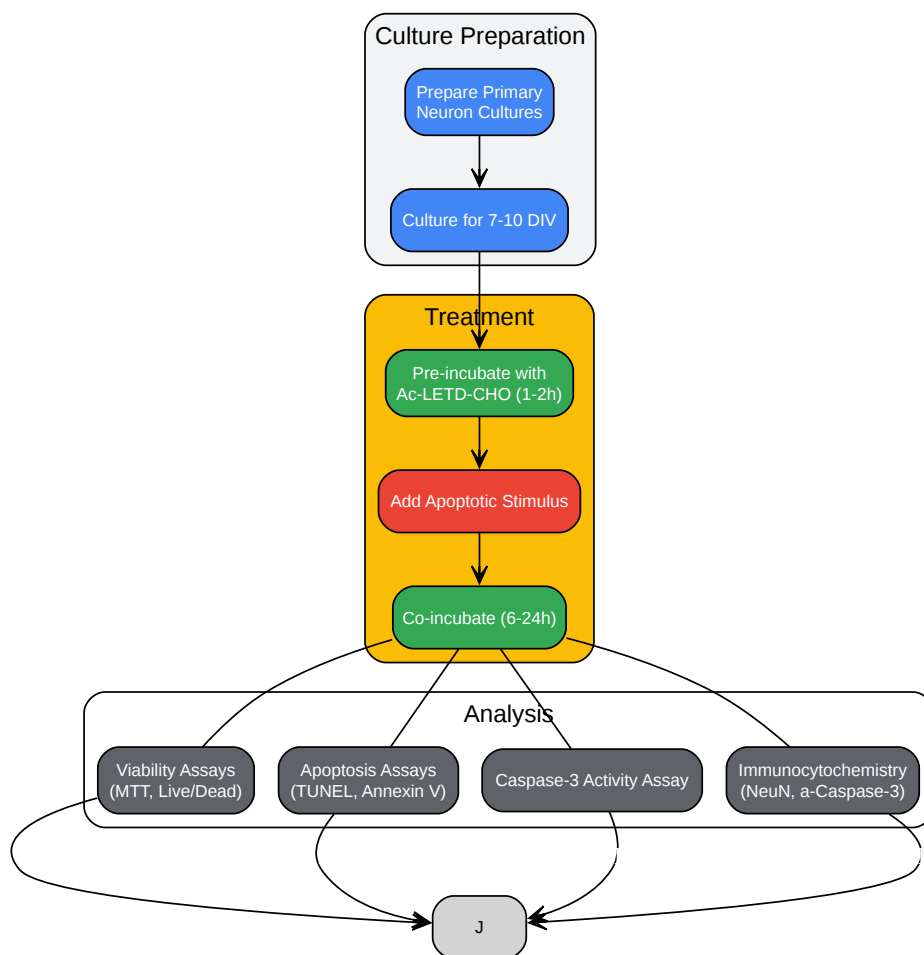 Culture Preparation
Prepare Primary
Neuron Cultures
Culture for 7-10 DIV
Treatment
Pre-incubate with
Ac-LETD-CHO (1-2h)
Add Apoptotic Stimulus
Co-incubate (6-24h)
Analysis
Viability Assays
(MTT, Live/Dead)
Apoptosis Assays
(TUNEL, Annexin V)
Caspase-3 Activity Assay
Immunocytochemistry
(NeuN, a-Caspase-3)
J